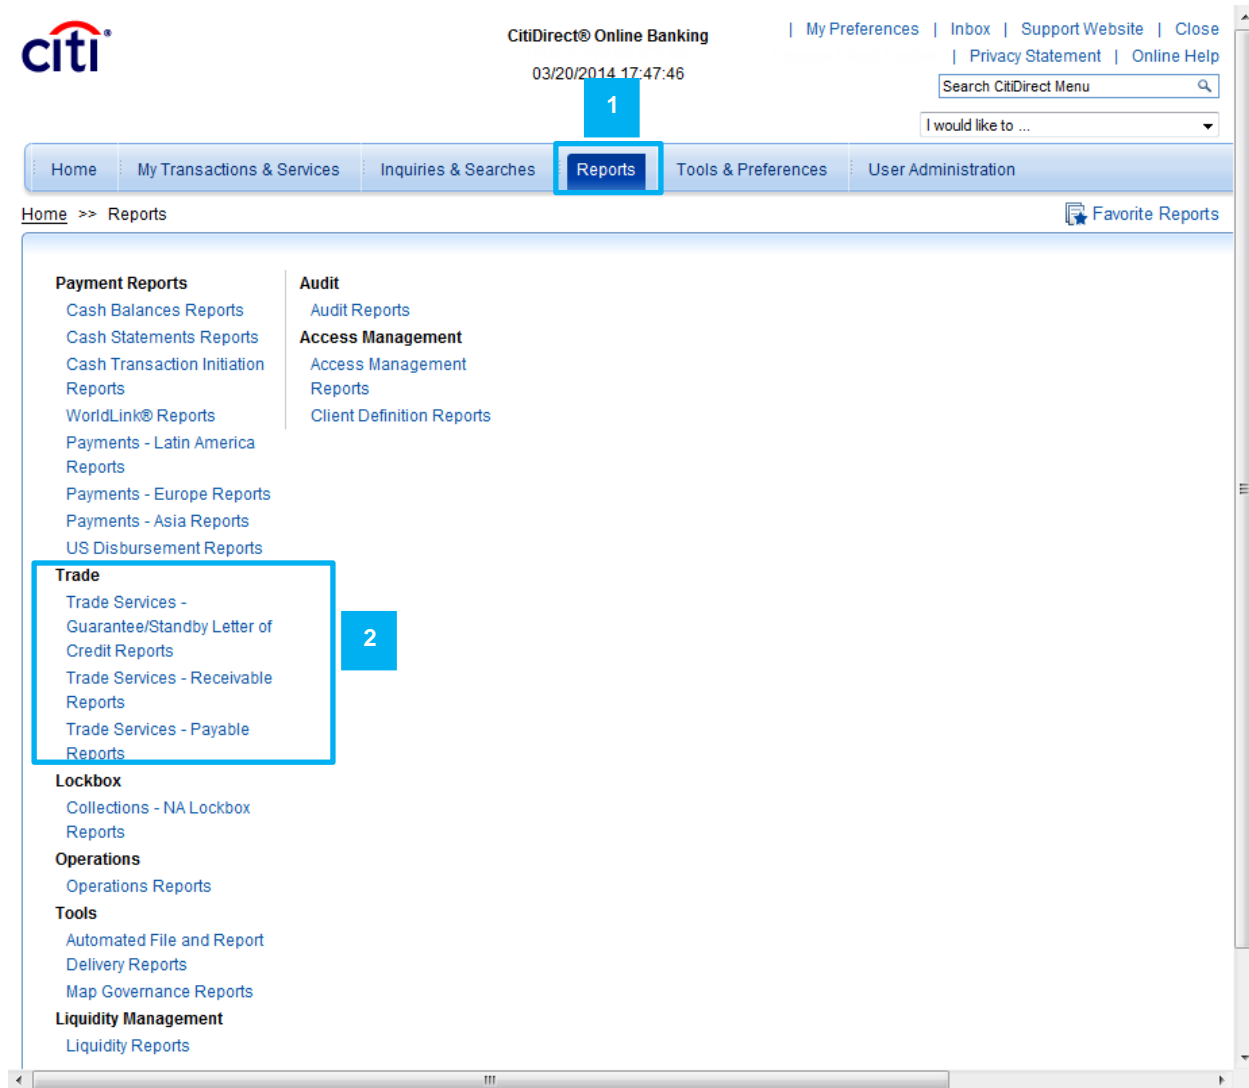 citi
CitiDirect® Online Banking
03/20/2014 17:47:46
| My Preferences | Inbox | Support Website | Close
| Privacy Statement | Online Help
Search CitiDirect Menu
I would like to ...
1
Home My Transactions & Services Inquiries & Searches Reports Tools & Preferences User Administration
Home >> Reports
Favorite Reports
Payment Reports
Cash Balances Reports
Cash Statements Reports
Cash Transaction Initiation
Reports
WorldLink® Reports
Payments - Latin America
Reports
Payments - Europe Reports
Payments - Asia Reports
US Disbursement Reports
Trade
Trade Services -
Guarantee/Standby Letter of
Credit Reports
Trade Services - Receivable
Reports
Trade Services - Payable
Reports
2
Lockbox
Collections - NA Lockbox
Reports
Operations
Operations Reports
Tools
Automated File and Report
Delivery Reports
Map Governance Reports
Liquidity Management
Liquidity Reports
Audit
Audit Reports
Access Management
Access Management
Reports
Client Definition Reports